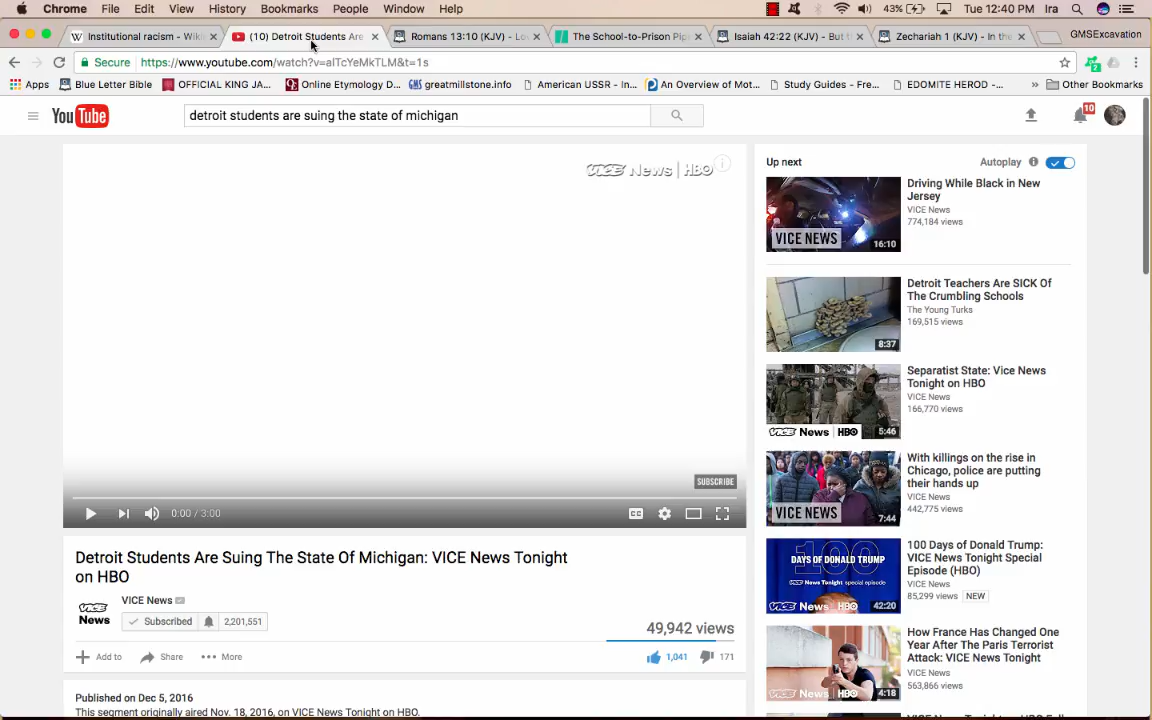 Chrome File Edit View History Bookmarks People Window Help 43% Tue 12:40 PM Ira
Institutional racism - Wiki (10) Detroit Students Are Romans 13:10 (KJV) - Lov The School-to-Prison Pip Isaiah 42:22 (KJV) - But t Zechariah 1 (KJV) - In the GMSExcavation
Secure https://www.youtube.com/watch?v=aITcYeMkTLM&t=1s
Apps Blue Letter Bible OFFICIAL KING JA... Online Etymology D... greatmillstone.info American USSR - In... An Overview of Mot... Study Guides - Fre... EDOMITE HEROD -... » Other Bookmarks
YouTube detroit students are suing the state of michigan 10
VICE News | HBO
SUBSCRIBE
0:00 / 3:00 CC
Detroit Students Are Suing The State Of Michigan: VICE News Tonight
on HBO
VICE News
VICE News
Subscribed 2,201,551
49,942 views
Add to Share More 1,041 171
Published on Dec 5, 2016
This segment originally aired Nov. 18, 2016, on VICE News Tonight on HBO.
Up next Autoplay
Driving While Black in New
Jersey
VICE News
774,184 views
VICE NEWS 16:10
Detroit Teachers Are SICK Of
The Crumbling Schools
The Young Turks
169,515 views
8:37
Separatist State: Vice News
Tonight on HBO
VICE News
166,770 views
VICE News HBO 5:46
With killings on the rise in
Chicago, police are putting
their hands up
VICE News
442,775 views
VICE NEWS 7:44
100 Days of Donald Trump:
VICE News Tonight Special
Episode (HBO)
VICE News
85,299 views NEW
100
DAYS OF DONALD TRUMP
VICE News Tonight special episode
VICE News HBO 42:20
How France Has Changed One
Year After The Paris Terrorist
Attack: VICE News Tonight
VICE News
563,866 views
VICE News HBO 4:18